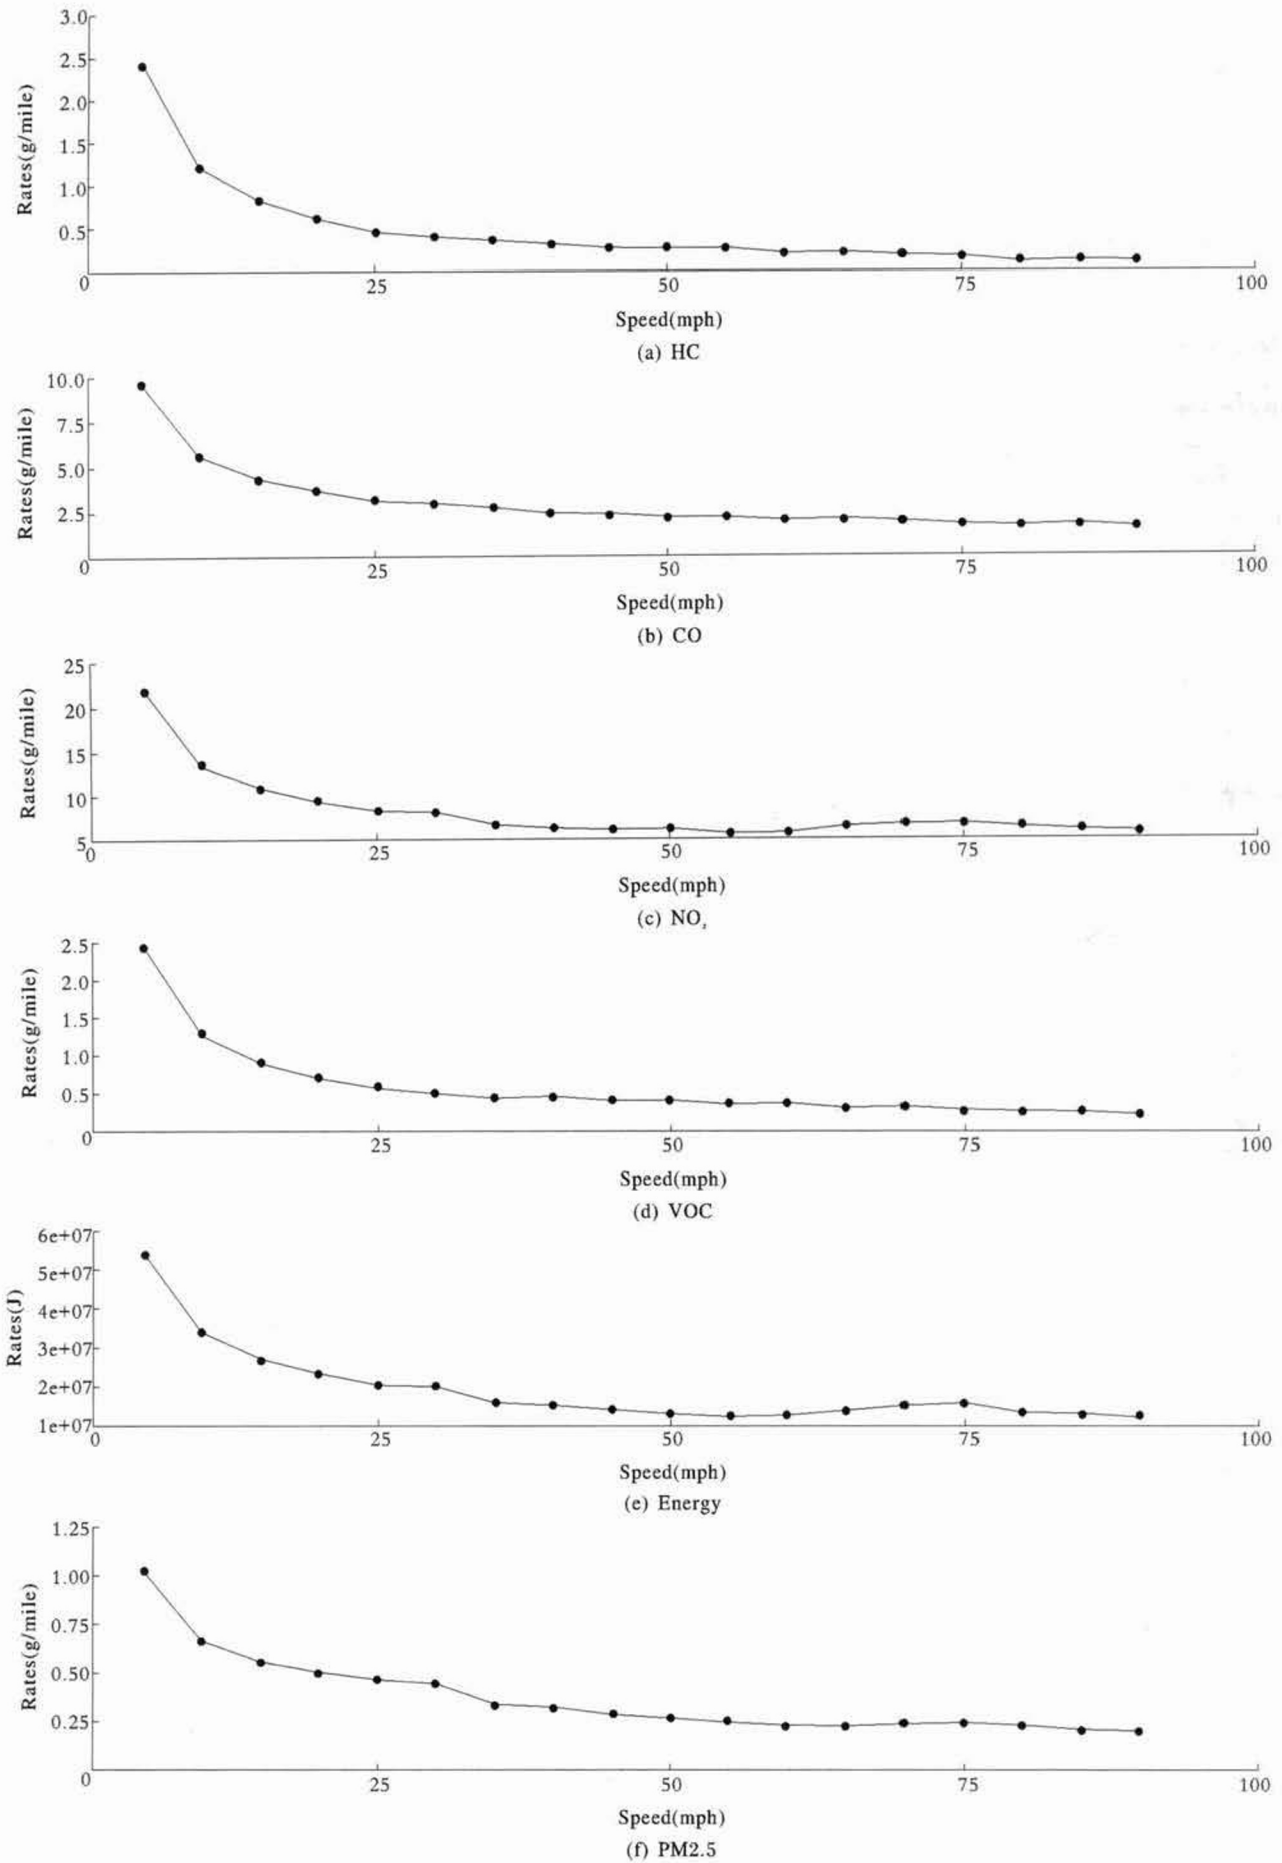 3.0
2.5
2.0
1.5
1.0
0.5
Rates(g/mile)
0 25 50 75 100
Speed(mph)
(a) HC
10.0
7.5
5.0
2.5
Rates(g/mile)
0 25 50 75 100
Speed(mph)
(b) CO
25
20
15
10
5
Rates(g/mile)
0 25 50 75 100
Speed(mph)
(c) NOx
2.5
2.0
1.5
1.0
0.5
Rates(g/mile)
0 25 50 75 100
Speed(mph)
(d) VOC
6e+07
5e+07
4e+07
3e+07
2e+07
1e+07
Rates(J)
0 25 50 75 100
Speed(mph)
(e) Energy
1.25
1.00
0.75
0.50
0.25
Rates(g/mile)
0 25 50 75 100
Speed(mph)
(f) PM2.5